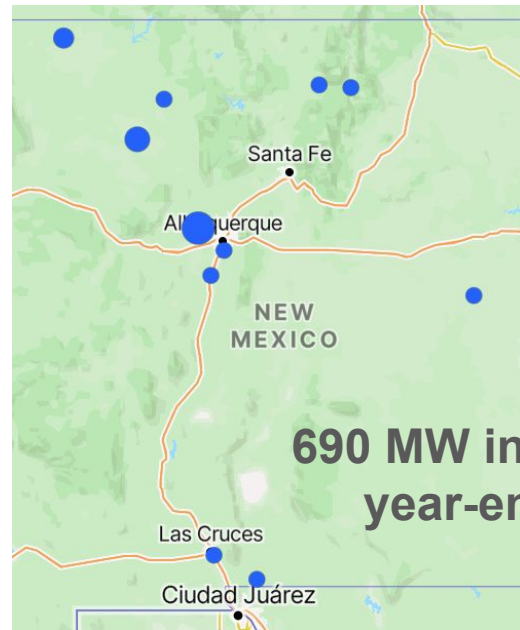 Santa Fe
Albuquerque
NEW
MEXICO
690 MW in
year-en
Las Cruces
Ciudad Juárez